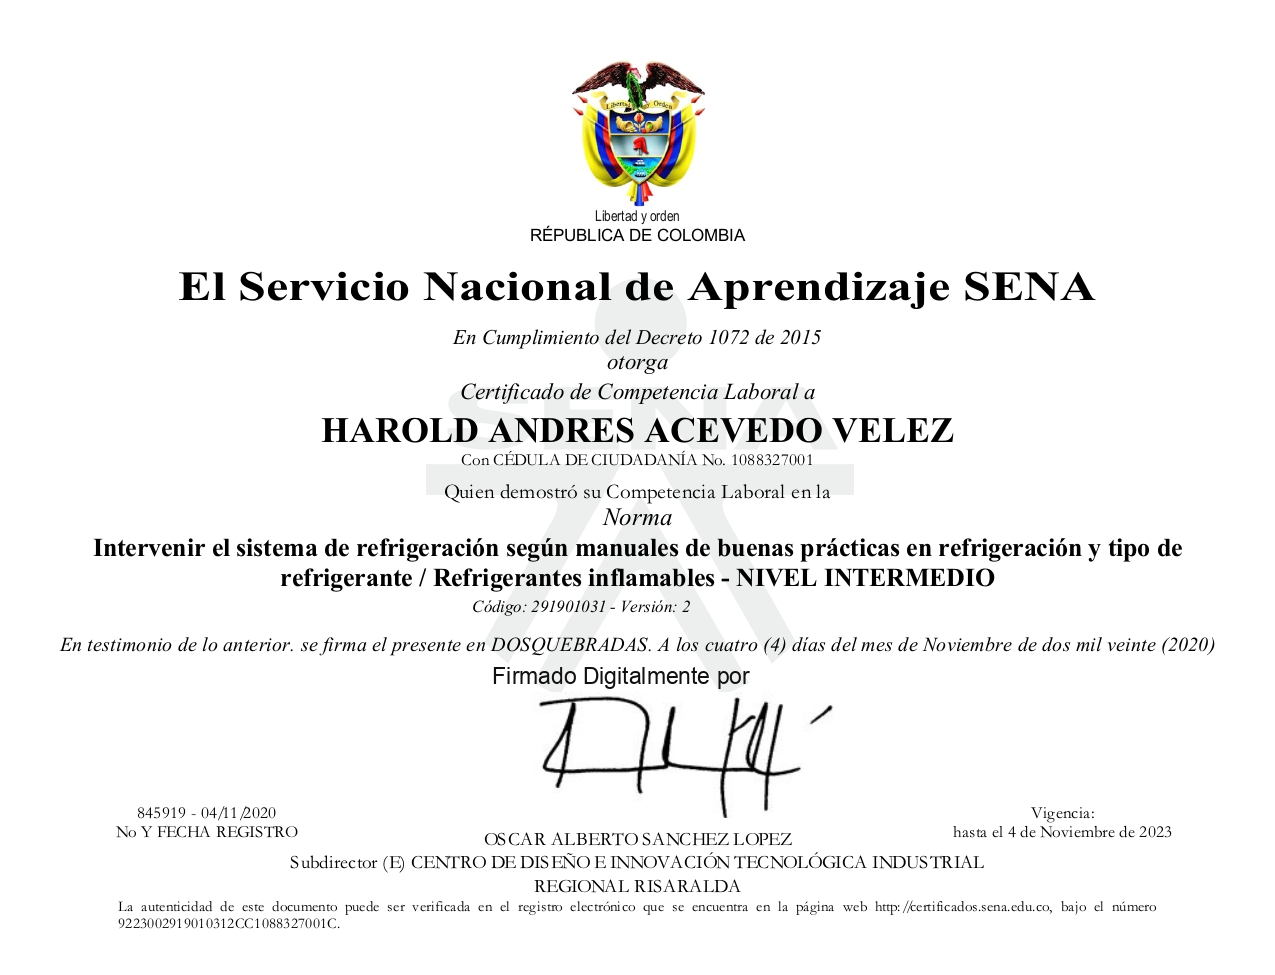 Libertad y Orden
Libertad y orden
RÉPUBLICA DE COLOMBIA
El Servicio Nacional de Aprendizaje SENA
En Cumplimiento del Decreto 1072 de 2015
otorga
Certificado de Competencia Laboral a
SENA
HAROLD ANDRES ACEVEDO VELEZ
Con CÉDULA DE CIUDADANÍA No. 1088327001
Quien demostró su Competencia Laboral en la
Norma
Intervenir el sistema de refrigeración según manuales de buenas prácticas en refrigeración y tipo de
refrigerante / Refrigerantes inflamables - NIVEL INTERMEDIO
Código: 291901031 - Versión: 2
En testimonio de lo anterior. se firma el presente en DOSQUEBRADAS. A los cuatro (4) días del mes de Noviembre de dos mil veinte (2020)
Firmado Digitalmente por
845919 - 04/11/2020
No Y FECHA REGISTRO
Vigencia:
hasta el 4 de Noviembre de 2023
OSCAR ALBERTO SANCHEZ LOPEZ
Subdirector (E) CENTRO DE DISEÑO E INNOVACIÓN TECNOLÓGICA INDUSTRIAL
REGIONAL RISARALDA
La autenticidad de este documento puede ser verificada en el registro electrónico que se encuentra en la página web http://certificados.sena.edu.co, bajo el número
9223002919010312CC1088327001C.